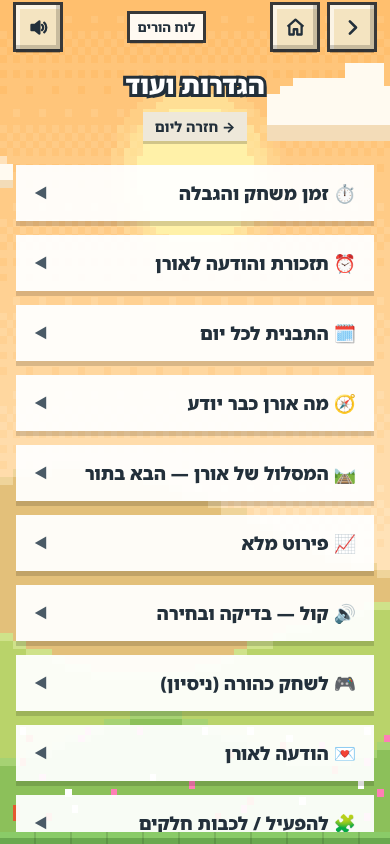 לוח הורים
הגדרות ועוד
→ חזרה ליום
⏱️ זמן משחק והגבלה
⏰ תזכורת והודעה לאורן
🗓️ התבנית לכל יום
🧭 מה אורן כבר יודע
🛤️ המסלול של אורן — הבא בתור
📈 פירוט מלא
🔊 קול — בדיקה ובחירה
🎮 לשחק כהורה (ניסיון)
💌 הודעה לאורן
🧩 להפעיל / לכבות חלקים